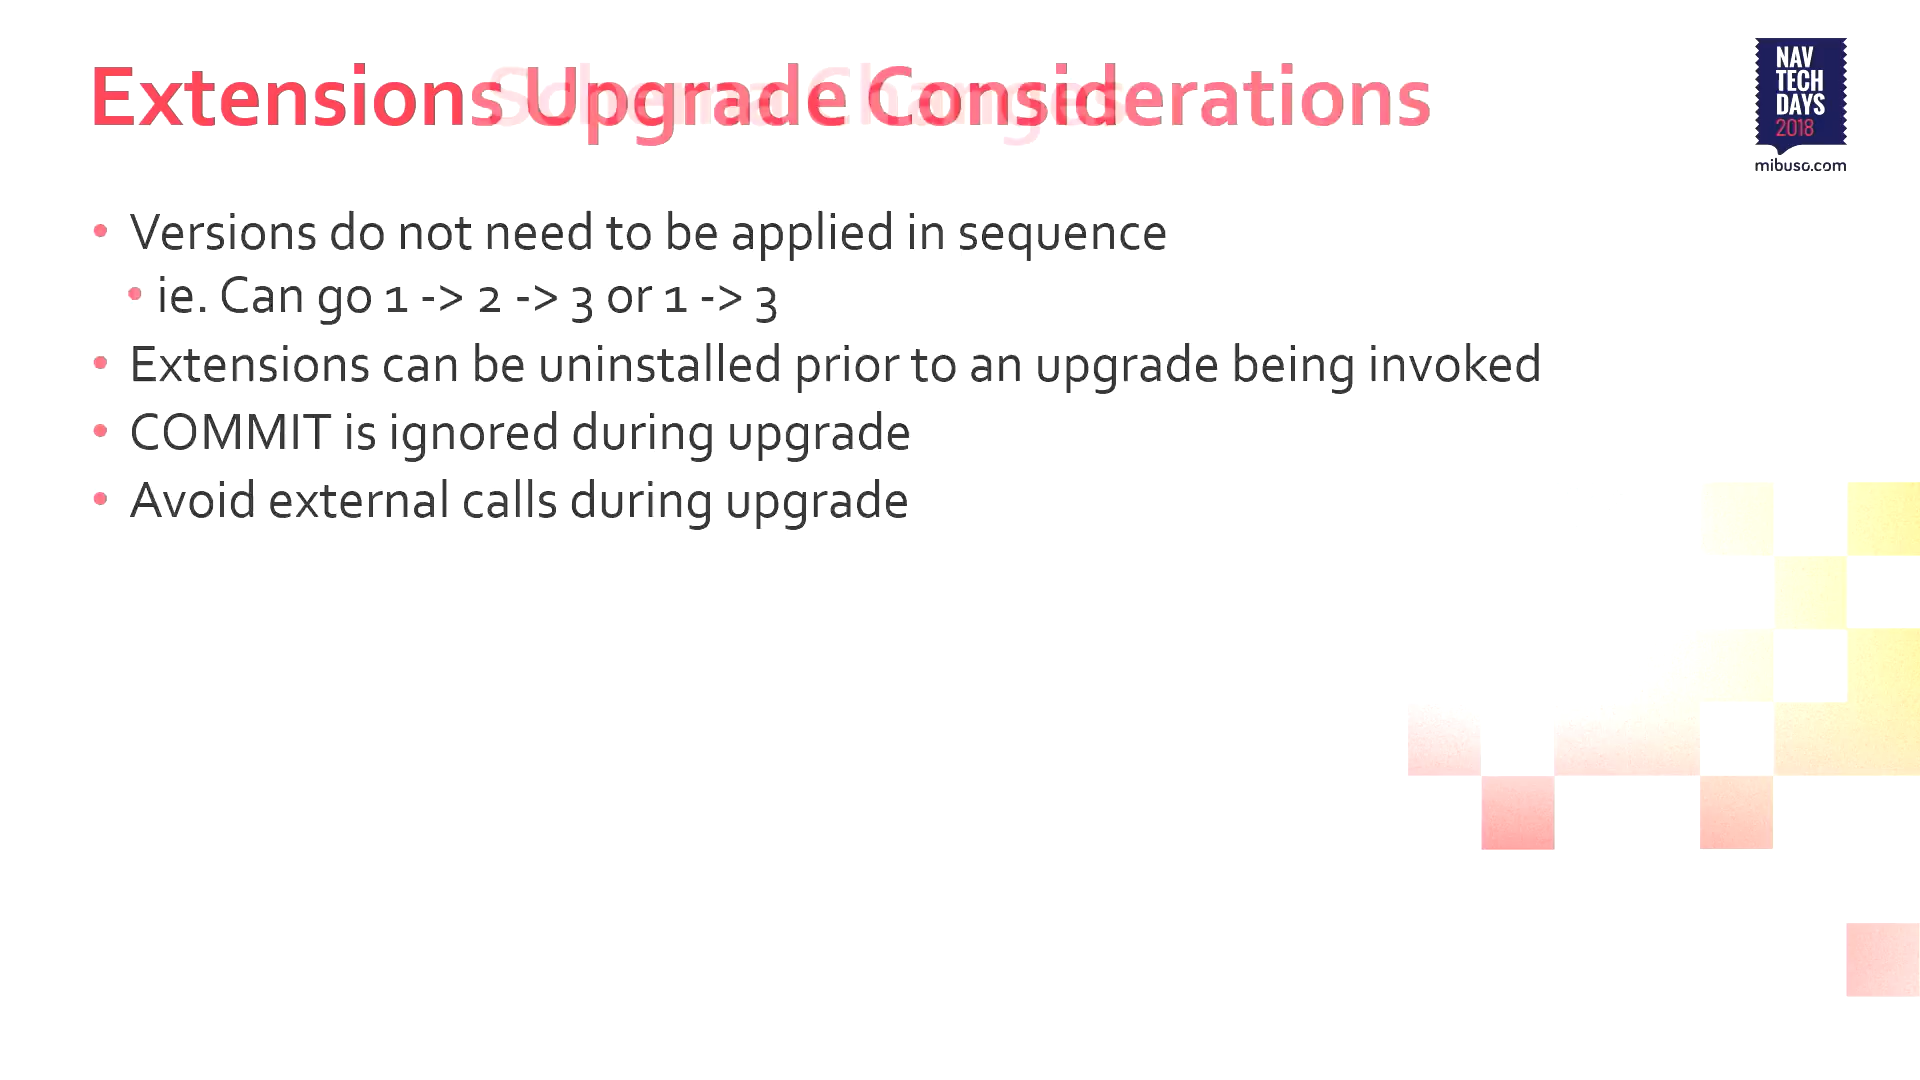 Extensions Upgrade Considerations
Schema Changes
NAV
TECH
DAYS
2018
mibuso.com
• Versions do not need to be applied in sequence
• ie. Can go 1 -> 2 -> 3 or 1 -> 3
• Extensions can be uninstalled prior to an upgrade being invoked
• COMMIT is ignored during upgrade
• Avoid external calls during upgrade